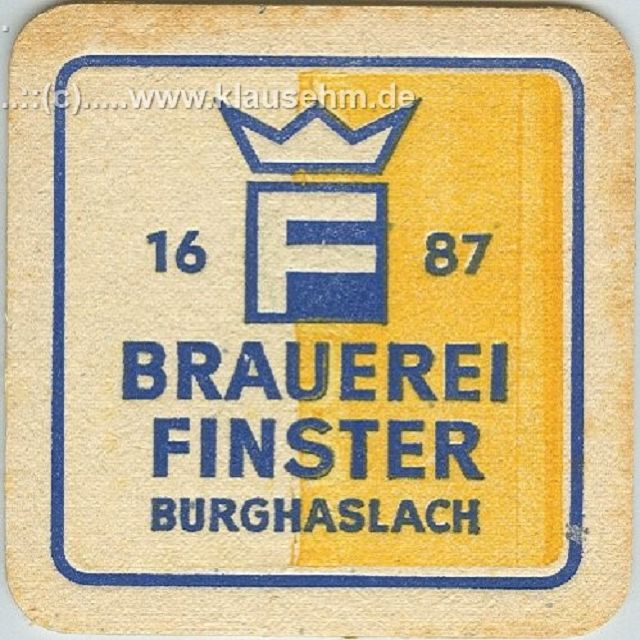 ..::(c).....www.klausehm.de
F
16 87
BRAUEREI
FINSTER
BURGHASLACH